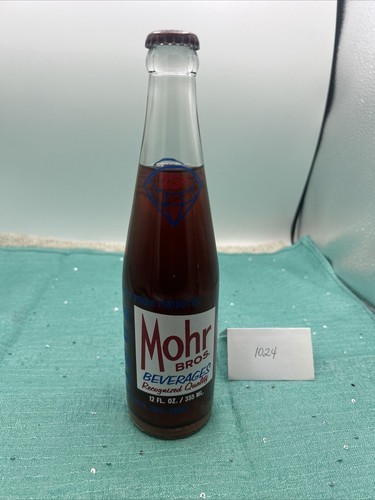 Mohr
BROS.
BEVERAGES
Recognized Quality
12 FL. OZ. / 355 ML.
1024